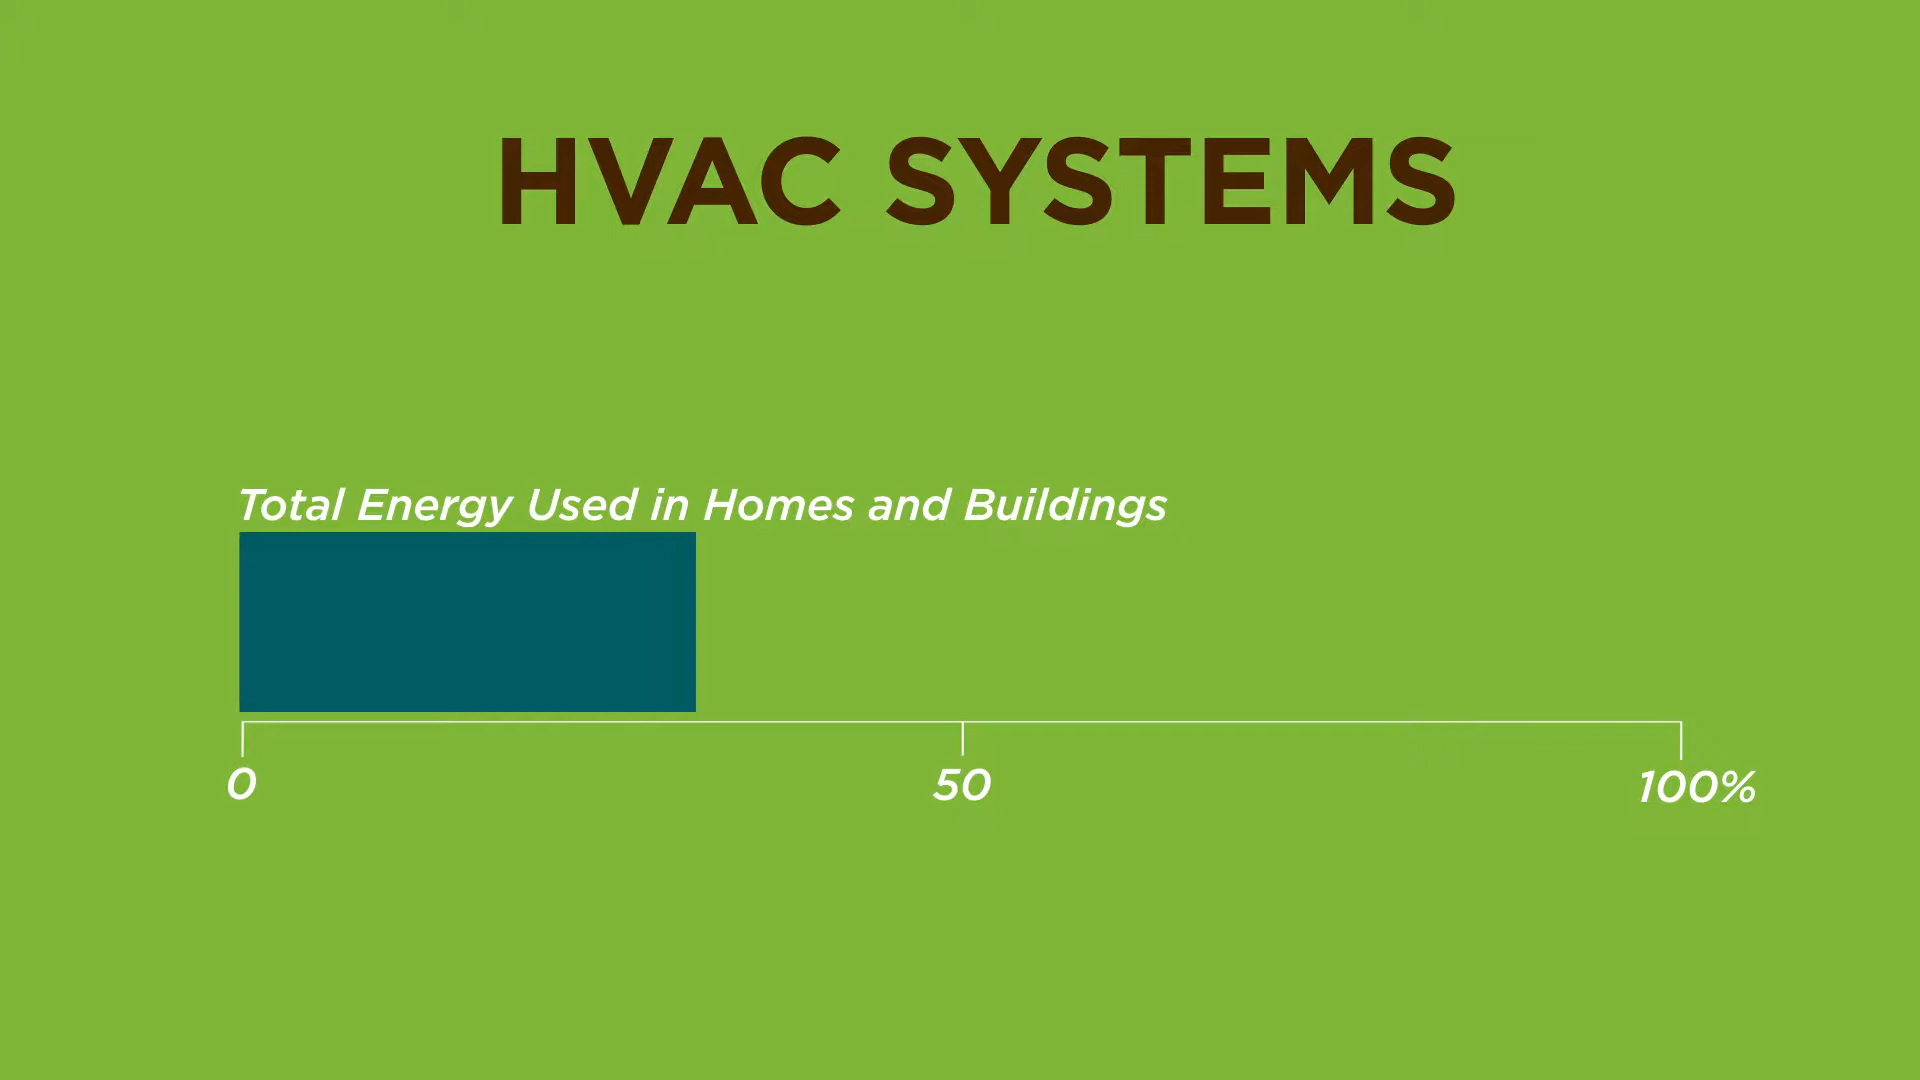 HVAC SYSTEMS
Total Energy Used in Homes and Buildings
0 50 100%